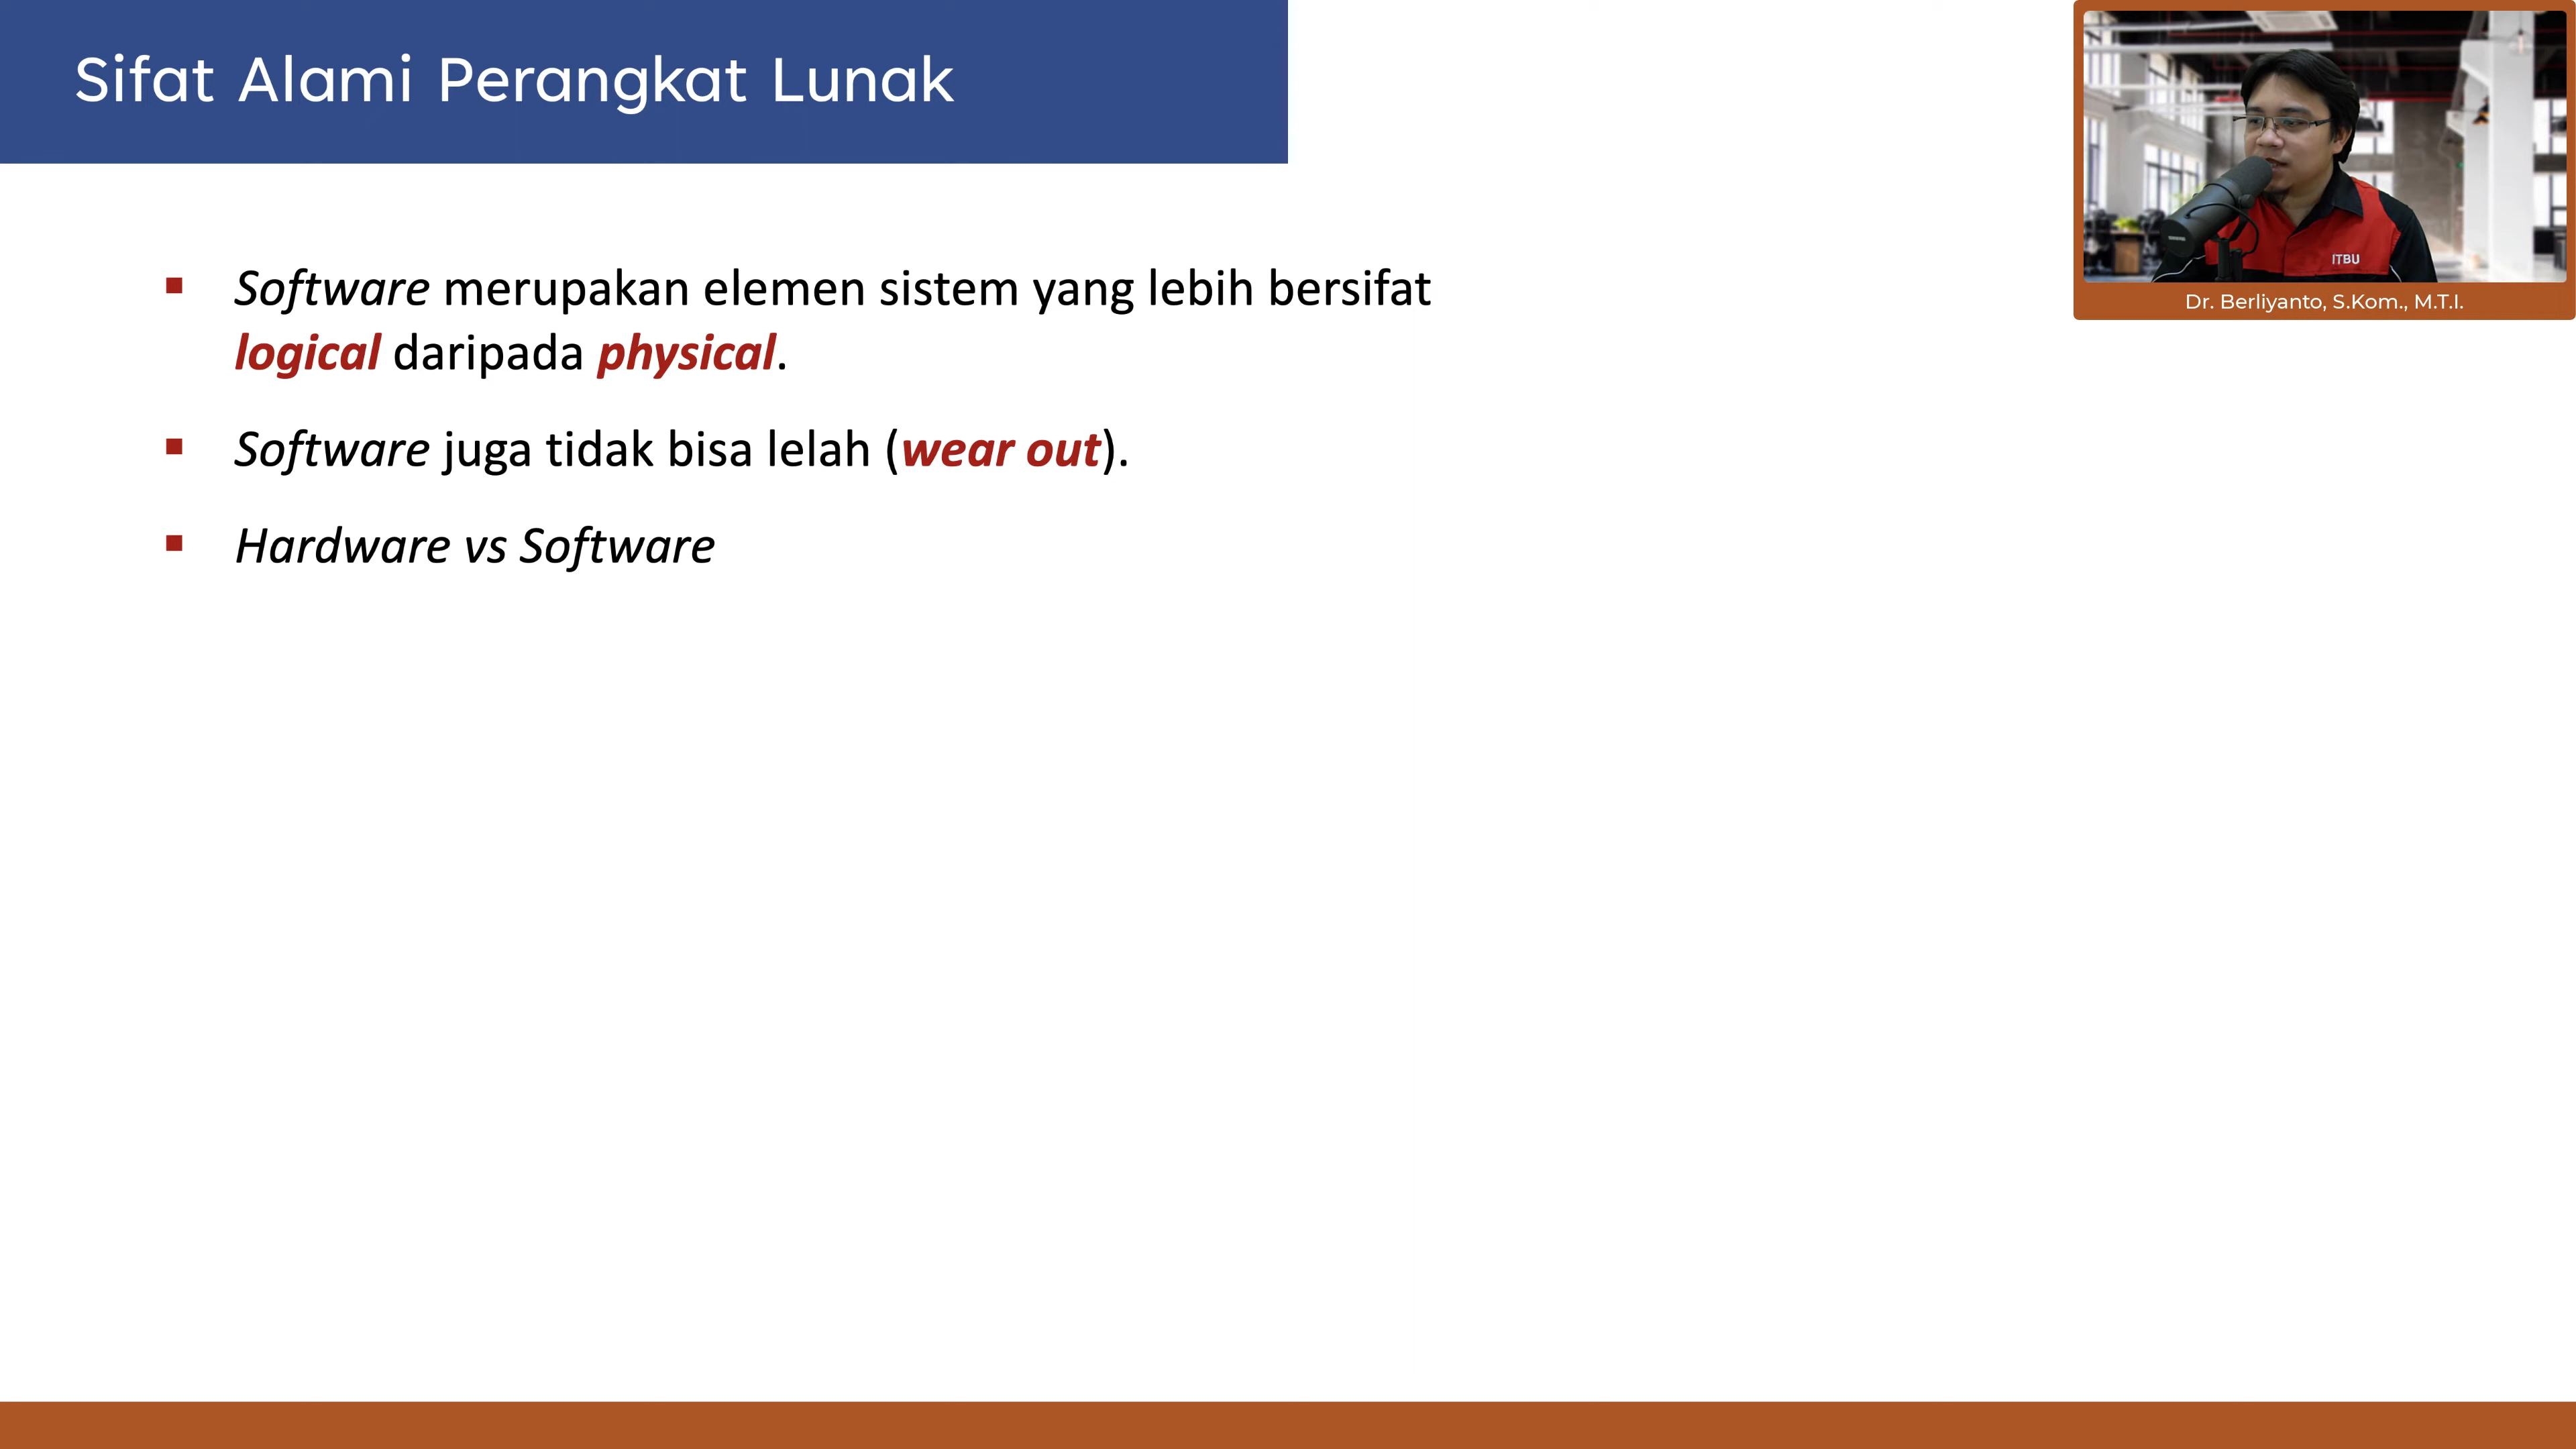 Sifat Alami Perangkat Lunak
ITBU
Dr. Berliyanto, S.Kom., M.T.I.
▪ Software merupakan elemen sistem yang lebih bersifat
logical daripada physical.
▪ Software juga tidak bisa lelah (wear out).
▪ Hardware vs Software